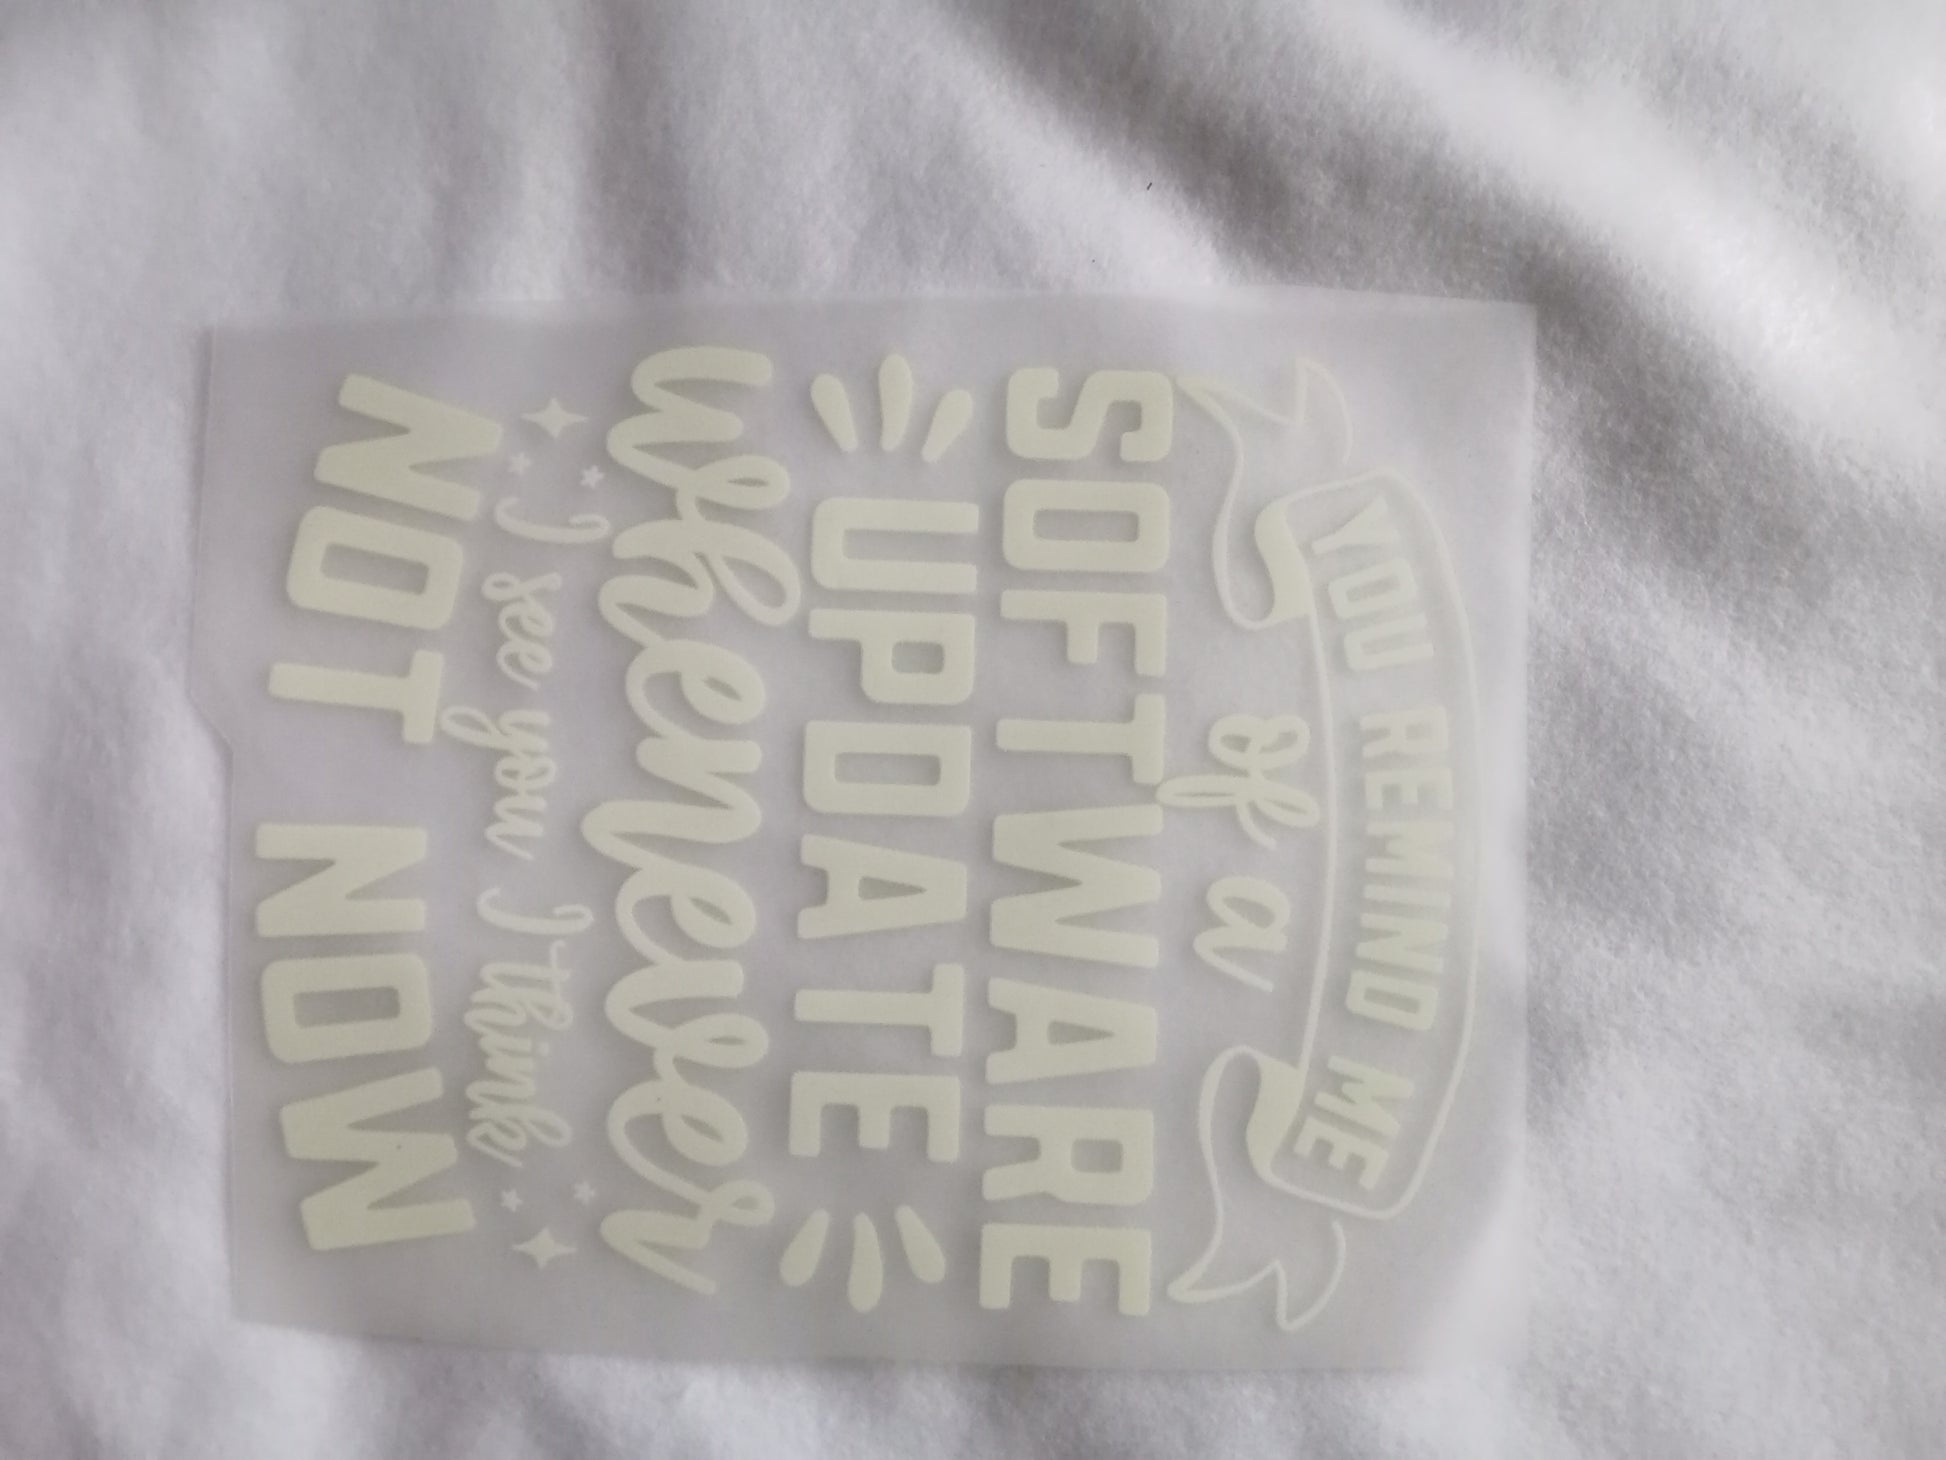 YOU REMIND ME
of a
SOFTWARE
UPDATE
whenever
I see you I think
NOT NOW